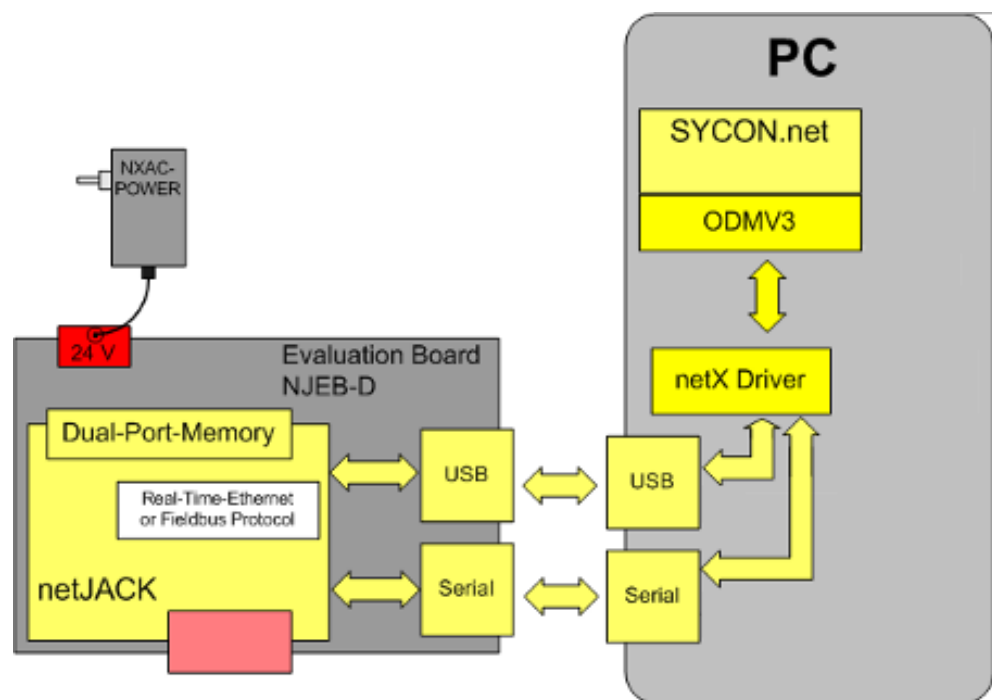 PC
SYCON.net
ODMV3
netX Driver
NXAC-
POWER
24 V
Evaluation Board
NJEB-D
Dual-Port-Memory
Real-Time-Ethernet
or Fieldbus Protocol
netJACK
USB
Serial
USB
Serial